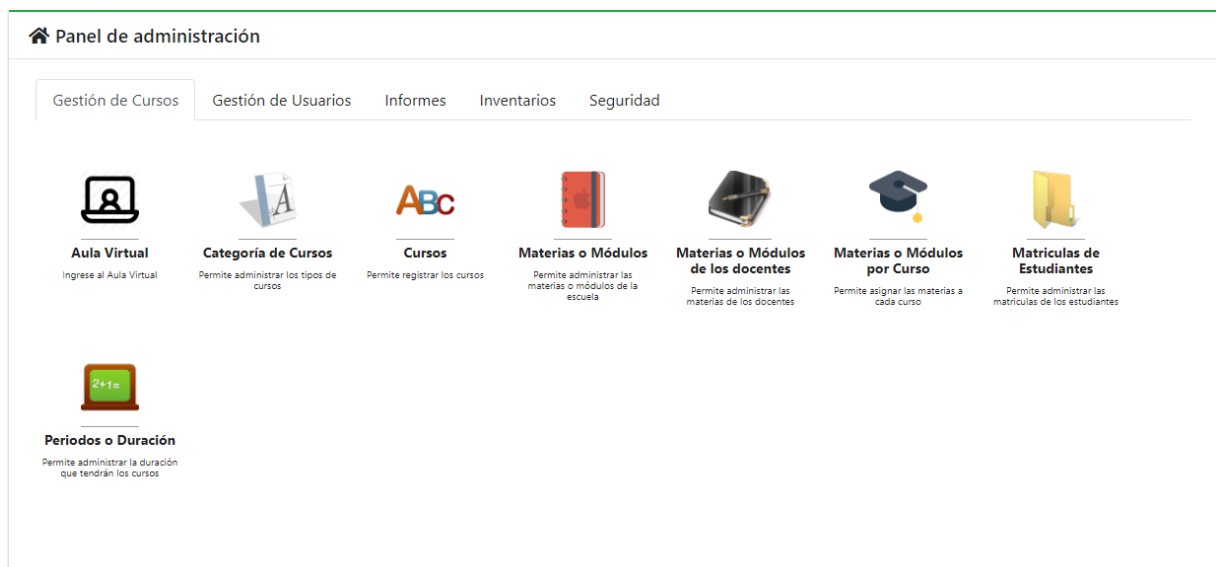 Panel de administración
Gestión de Cursos Gestión de Usuarios Informes Inventarios Seguridad
A
ABC
Aula Virtual
Ingrese al Aula Virtual
Categoría de Cursos
Permite administrar los tipos de
cursos
Cursos
Permite registrar los cursos
Materias o Módulos
Permite administrar las
materias o módulos de la
escuela
Materias o Módulos
de los docentes
Permite administrar las
materias de los docentes
Materias o Módulos
por Curso
Permite asignar las materias a
cada curso
Matriculas de
Estudiantes
Permite administrar las
matriculas de los estudiantes
2+1=
Periodos o Duración
Permite administrar la duración
que tendrán los cursos